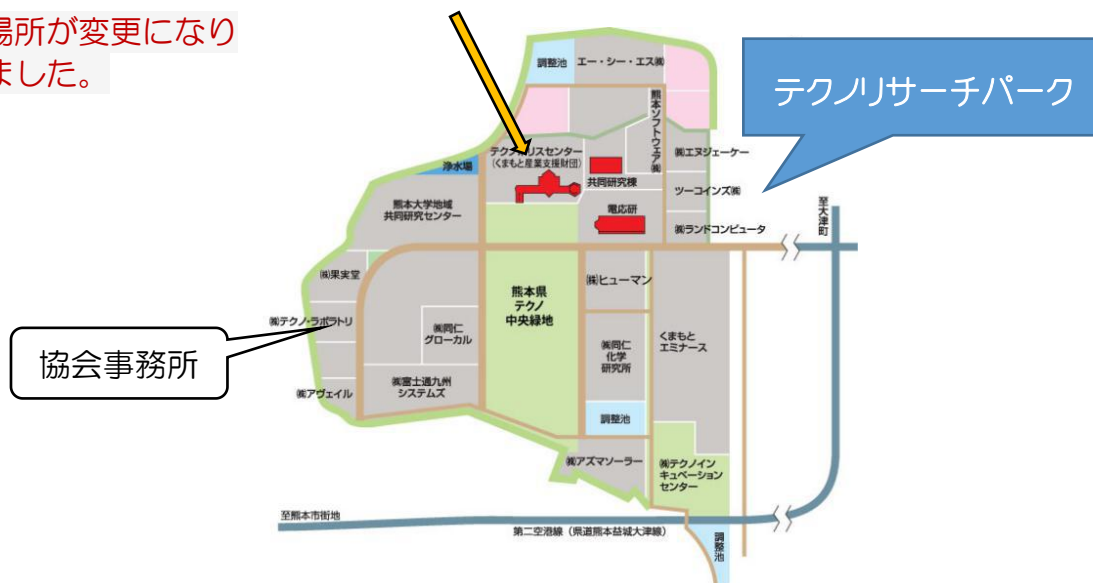 場所が変更になり
ました。
テクノリサーチパーク
調整池
エー・シー・エス㈱
熊本ソフトウェア㈱
テクノポリスセンター
(くまもと産業支援財団)
共同研究棟
㈱エヌジェーケー
浄水場
ツーコインズ㈱
熊本大学地域
共同研究センター
電応研
㈱ランドコンピュータ
至大津町
㈱果実堂
熊本県
テクノ
中央緑地
㈱ヒューマン
㈱テクノ・ラボラトリ
㈱同仁
グローカル
㈱同仁
化学
研究所
くまもと
エミナース
協会事務所
㈱アヴェイル
㈱富士通九州
システムズ
調整池
㈱アズマソーラー
㈱テクノイン
キュベーション
センター
至熊本市街地
第二空港線（県道熊本益城大津線）
調整池